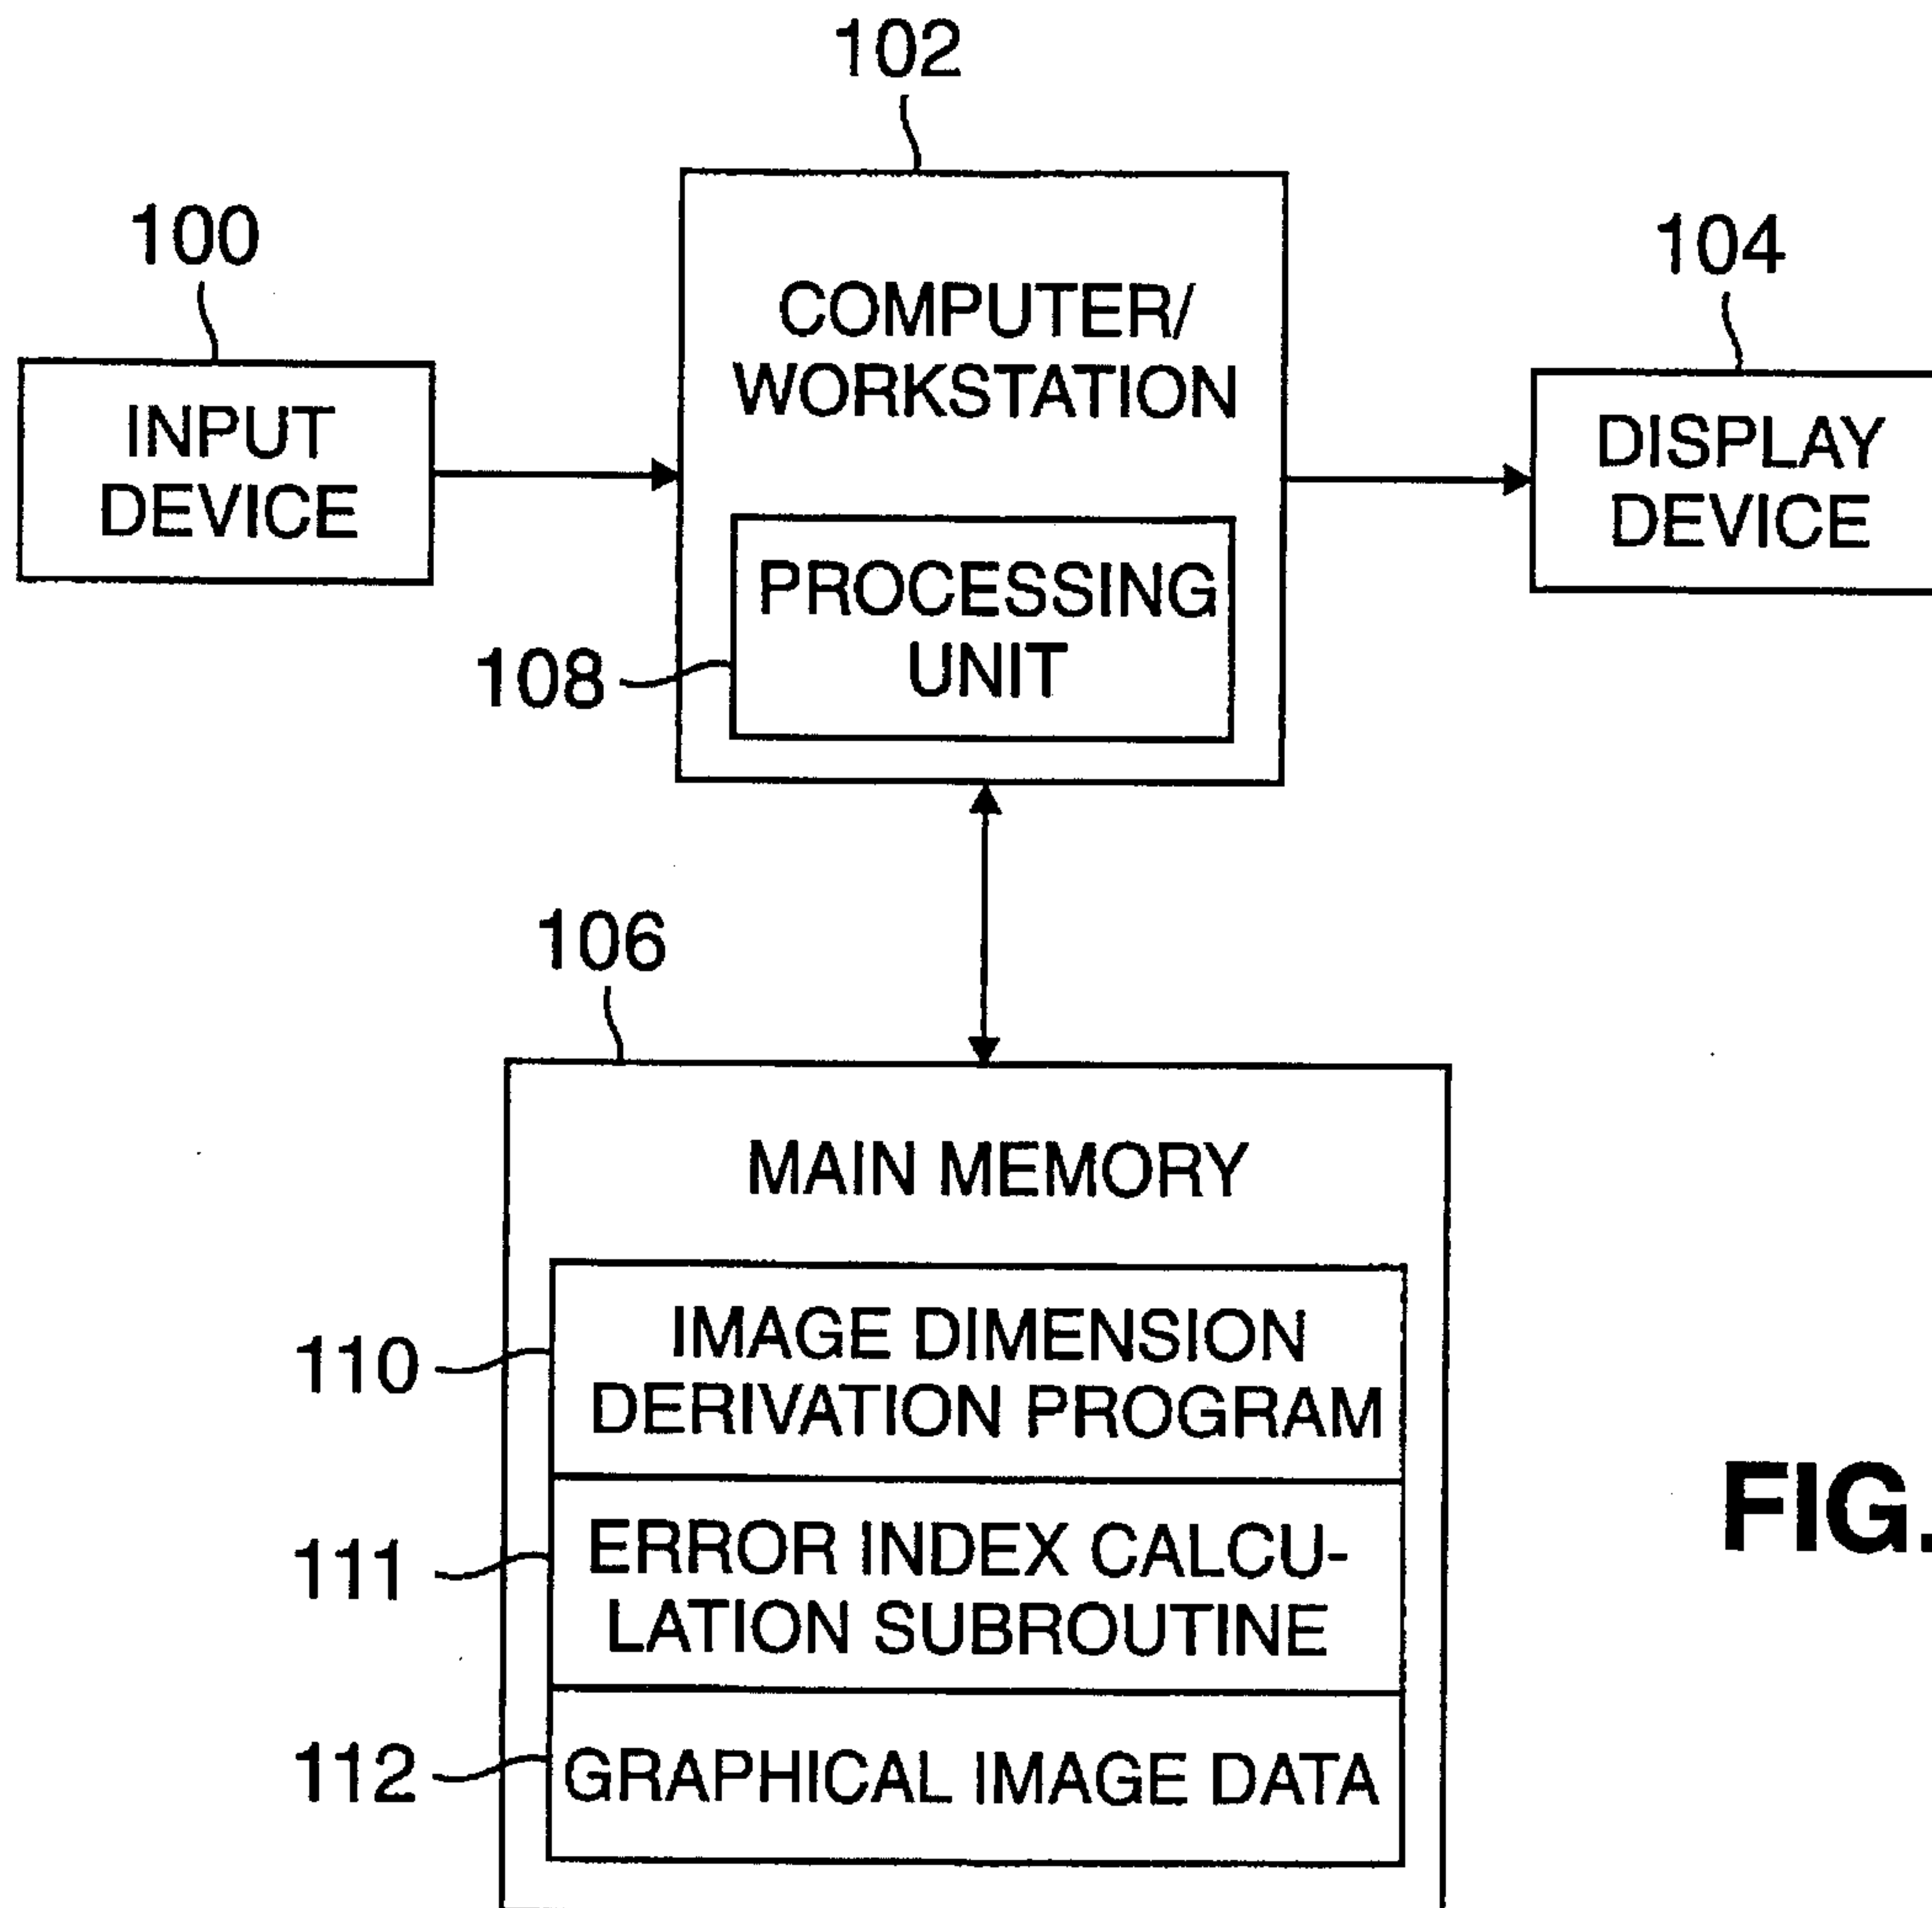 102
100
104
COMPUTER/
WORKSTATION
INPUT
DEVICE
DISPLAY
DEVICE
PROCESSING
UNIT
108
106
MAIN MEMORY
110
IMAGE DIMENSION
DERIVATION PROGRAM
111
ERROR INDEX CALCU-
LATION SUBROUTINE
112
GRAPHICAL IMAGE DATA
FIG.